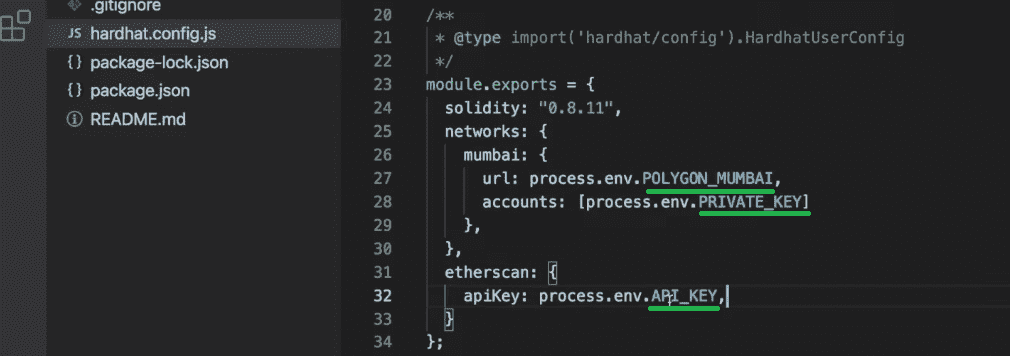 .gitignore
JS hardhat.config.js
{} package-lock.json
{} package.json
README.md
20 /**
21 * @type import('hardhat/config').HardhatUserConfig
22 */
23 module.exports = {
24 solidity: "0.8.11",
25 networks: {
26 mumbai: {
27 url: process.env.POLYGON_MUMBAI,
28 accounts: [process.env.PRIVATE_KEY]
29 },
30 },
31 etherscan: {
32 apiKey: process.env.API_KEY,
33 }
34 };